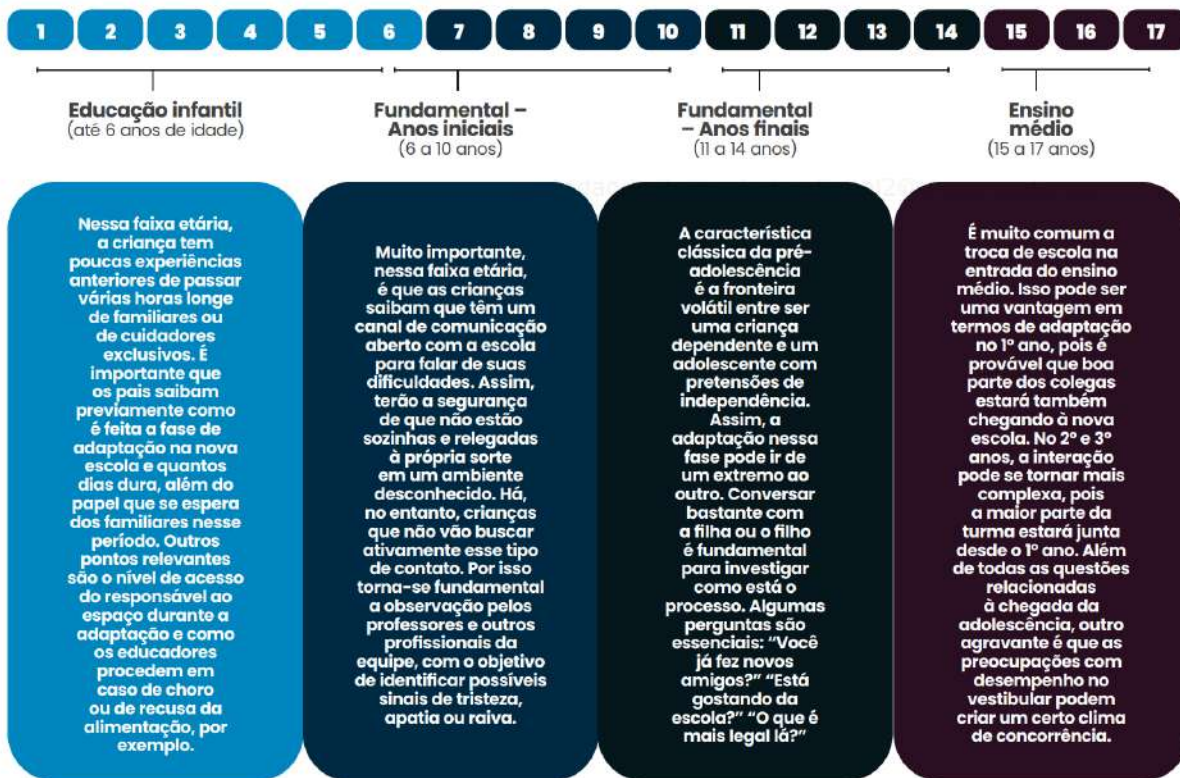 1 2 3 4 5 6 7 8 9 10 11 12 13 14 15 16 17
Educação infantil
(até 6 anos de idade)
Fundamental –
Anos iniciais
(6 a 10 anos)
Fundamental
– Anos finais
(11 a 14 anos)
Ensino
médio
(15 a 17 anos)
Nessa faixa etária,
a criança tem
poucas experiências
anteriores de passar
várias horas longe
de familiares ou
de cuidadores
exclusivos. É
importante que
os pais saibam
previamente como
é feita a fase de
adaptação na nova
escola e quantos
dias dura, além do
papel que se espera
dos familiares nesse
período. Outros
pontos relevantes
são o nível de acesso
do responsável ao
espaço durante a
adaptação e como
os educadores
procedem em
caso de choro
ou de recusa da
alimentação, por
exemplo.
Muito importante,
nessa faixa etária,
é que as crianças
saibam que têm um
canal de comunicação
aberto com a escola
para falar de suas
dificuldades. Assim,
terão a segurança
de que não estão
sozinhas e relegadas
à própria sorte
em um ambiente
desconhecido. Há,
no entanto, crianças
que não vão buscar
ativamente esse tipo
de contato. Por isso
torna-se fundamental
a observação pelos
professores e outros
profissionais da
equipe, com o objetivo
de identificar possíveis
sinais de tristeza,
apatia ou raiva.
A característica
clássica da pré-
adolescência
é a fronteira
volátil entre ser
uma criança
dependente e um
adolescente com
pretensões de
independência.
Assim, a
adaptação nessa
fase pode ir de
um extremo ao
outro. Conversar
bastante com
a filha ou o filho
é fundamental
para investigar
como está o
processo. Algumas
perguntas são
essenciais: “Você
já fez novos
amigos?” “Está
gostando da
escola?” “O que é
mais legal lá?”
É muito comum a
troca de escola na
entrada do ensino
médio. Isso pode ser
uma vantagem em
termos de adaptação
no 1º ano, pois é
provável que boa
parte dos colegas
estará também
chegando à nova
escola. No 2º e 3º
anos, a interação
pode se tornar mais
complexa, pois
a maior parte da
turma estará junta
desde o 1º ano. Além
de todas as questões
relacionadas
à chegada da
adolescência, outro
agravante é que as
preocupações com
desempenho no
vestibular podem
criar um certo clima
de concorrência.